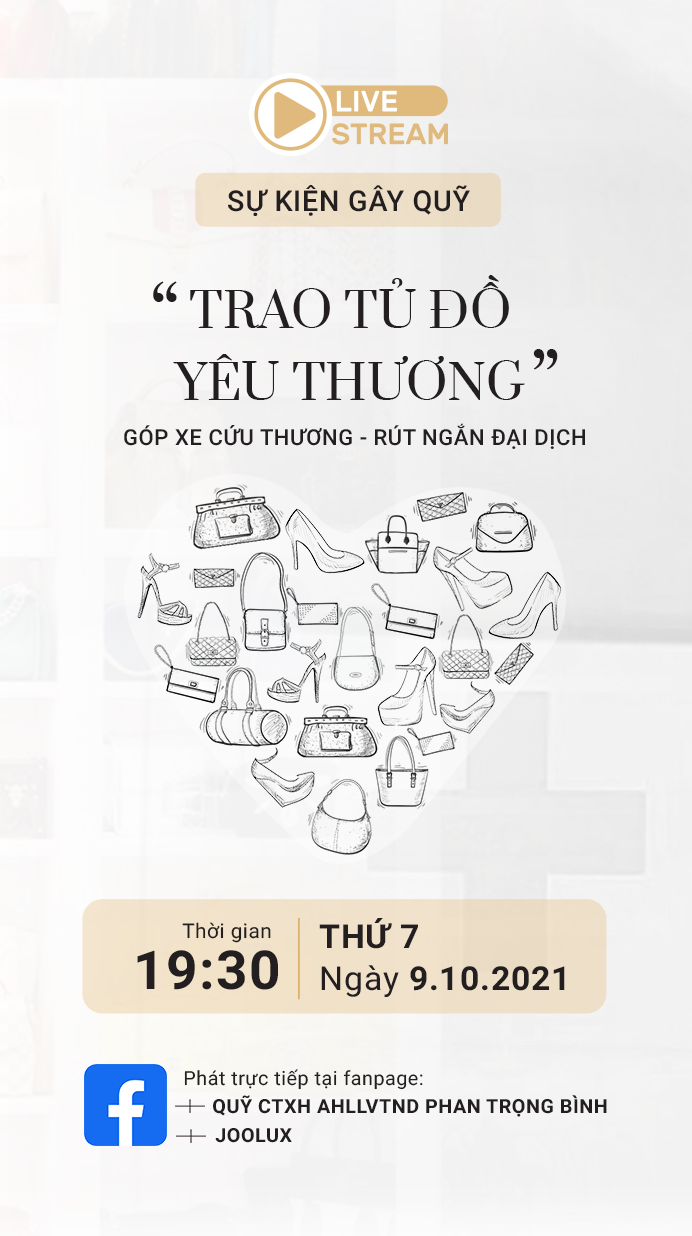 LIVE
STREAM
SỰ KIỆN GÂY QUỸ
“ TRAO TỦ ĐỒ
YÊU THƯƠNG ”
GÓP XE CỨU THƯƠNG - RÚT NGẮN ĐẠI DỊCH
Thời gian
19:30
THỨ 7
Ngày 9.10.2021
Phát trực tiếp tại fanpage:
QUỸ CTXH AHLLVTND PHAN TRỌNG BÌNH
JOOLUX